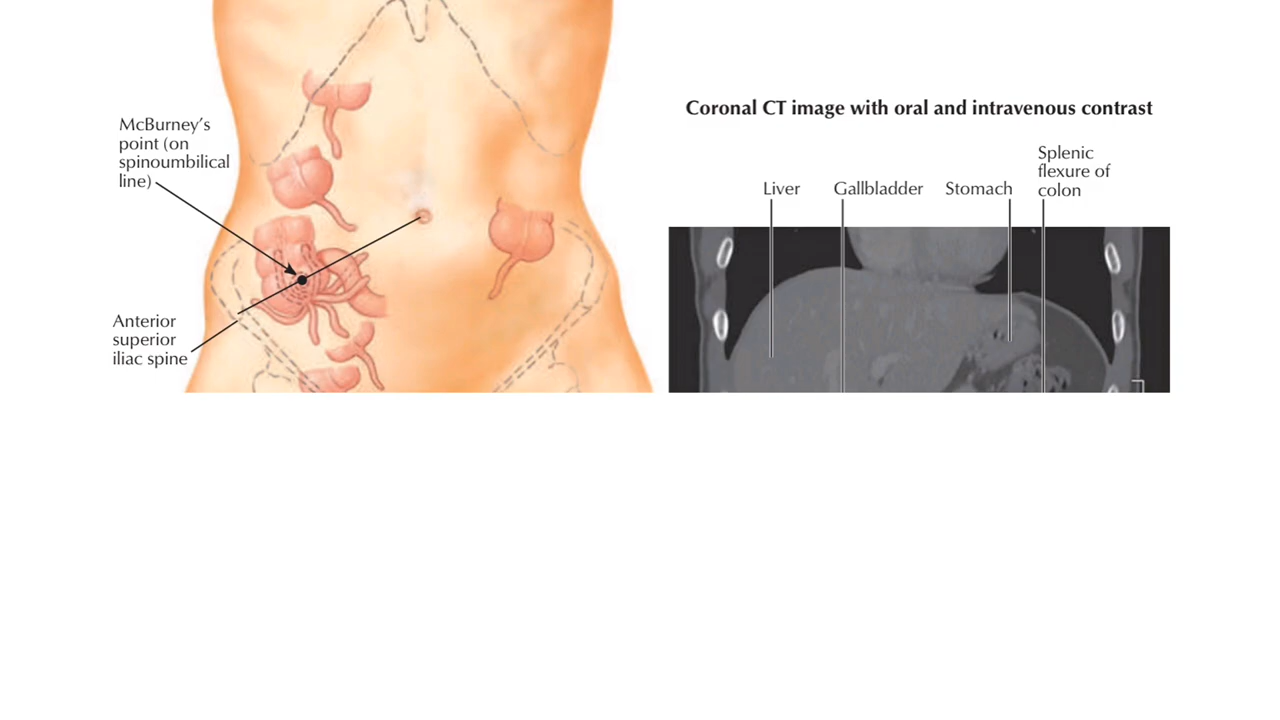 McBurney’s
point (on
spinoumbilical
line)
Anterior
superior
iliac spine
Coronal CT image with oral and intravenous contrast
Liver
Gallbladder
Stomach
Splenic
flexure of
colon